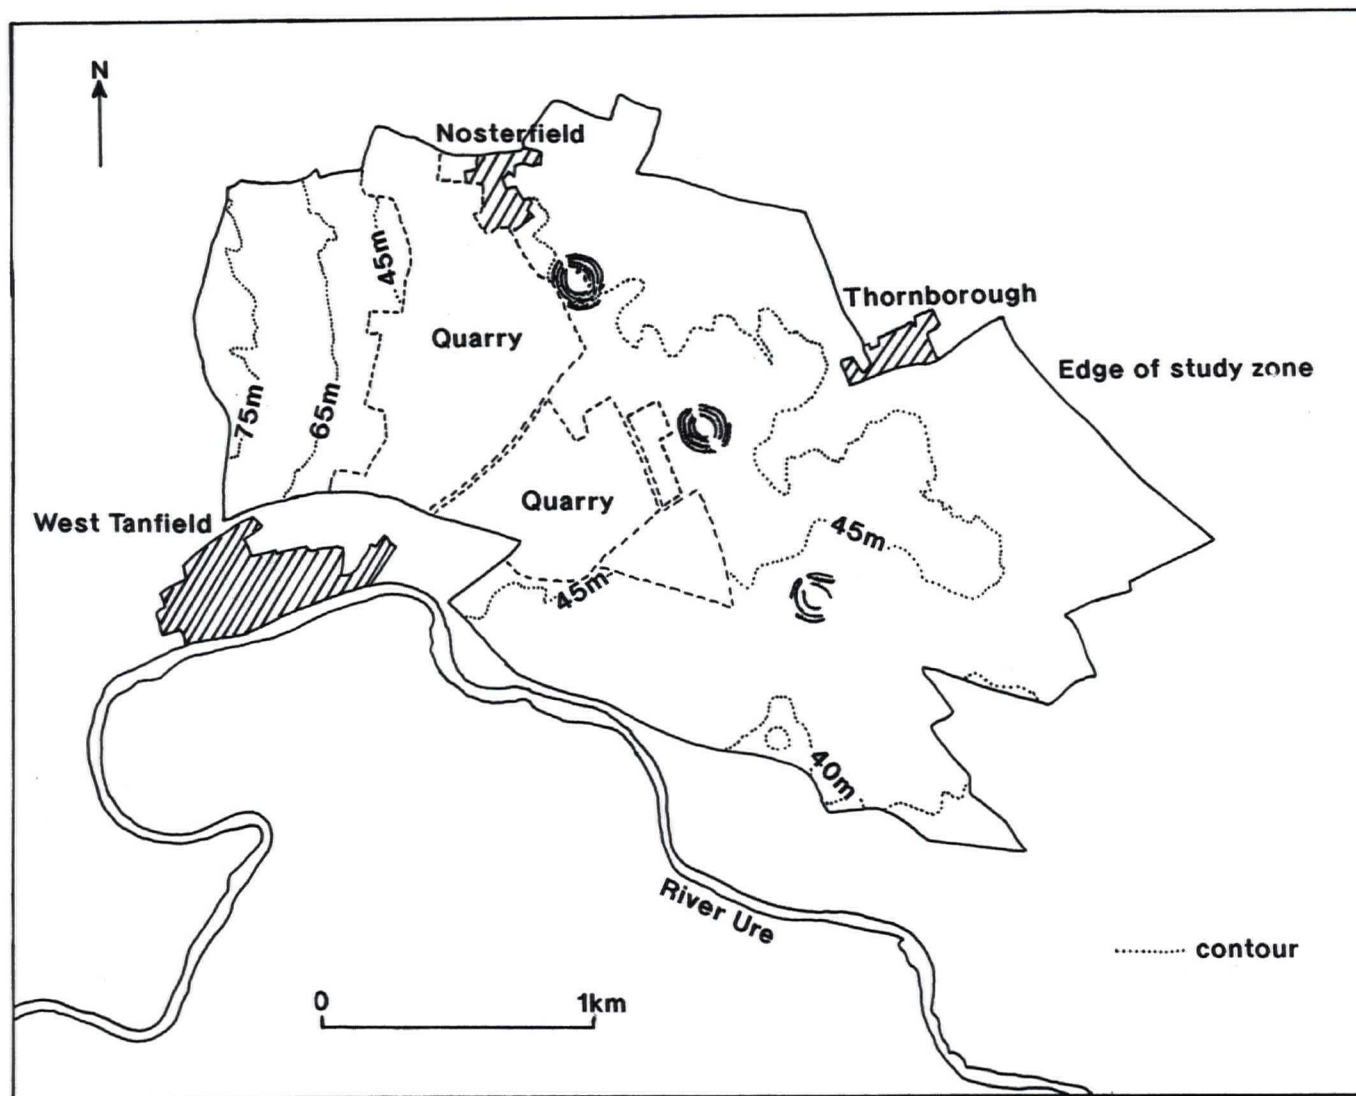 N
Nosterfield
45m
Thornborough
Quarry
Edge of study zone
75m
65m
Quarry
West Tanfield
45m
45m
40m
River Ure
contour
0 1km